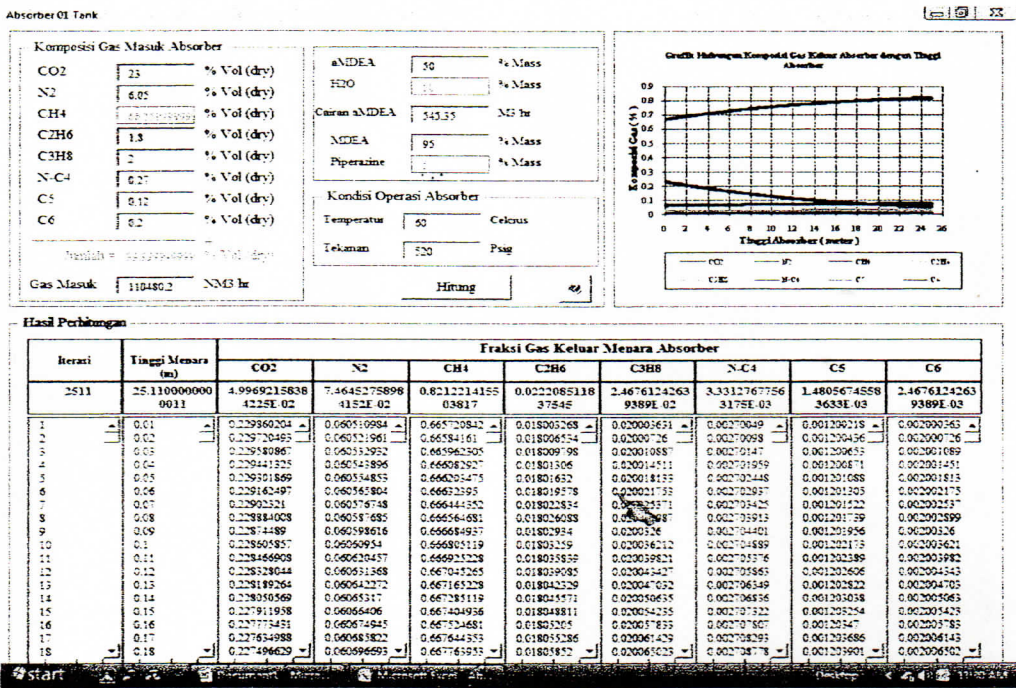 Absorber 01 Tank
Komposisi Gas Masuk Absorber
CO2 23 % Vol (dry)
N2 6.05 % Vol (dry)
CH4 % Vol (dry)
C2H6 1.8 % Vol (dry)
C3H8 2 % Vol (dry)
N-C4 0.27 % Vol (dry)
C5 0.12 % Vol (dry)
C6 0.2 % Vol (dry)
Jumlah = % Vol (dry)
Gas Masuk 110480.2 NM3 hr
aMDEA 50 % Mass
H2O % Mass
Cairan aMDEA 545.35 M3 hr
MDEA 95 % Mass
Piperazine % Mass
Kondisi Operasi Absorber
Temperatur 60 Celcius
Tekanan 520 Psig
Hitung
Grafik Hubungan Komposisi Gas Keluar Absorber dengan Tinggi
Absorber
Komposisi Gas ( % )
0.9
0.8
0.7
0.6
0.5
0.4
0.3
0.2
0.1
0
0 2 4 6 8 10 12 14 16 18 20 22 24 26
Tinggi Absorber ( meter )
CO2 N2 CH4 C2H6
C3H8 N-C4 C5 C6
Hasil Perhitungan
Fraksi Gas Keluar Menara Absorber
Iterasi Tinggi Menara (m) CO2 N2 CH4 C2H6 C3H8 N-C4 C5 C6
2511 25.110000000 4.9969215838 7.4645275898 0.8212214155 0.0222085118 2.4676124263 3.3312767756 1.4805674558 2.4676124263
0011 4225E-02 4152E-02 03817 37545 9389E-02 3175E-03 3633E-03 9389E-03
1 0.01 0.229860204 0.060510984 0.665720842 0.018003268 0.020003631 0.00270049 0.001200218 0.002000363
2 0.02 0.229720493 0.060521961 0.66584161 0.018006534 0.02000726 0.00270098 0.001200436 0.002000726
3 0.03 0.229580867 0.060532932 0.665962305 0.018009798 0.020010887 0.00270147 0.001200653 0.002001089
4 0.04 0.229441325 0.060543896 0.666082927 0.01801306 0.020014511 0.002701959 0.001200871 0.002001451
5 0.05 0.229301869 0.060554853 0.666203475 0.01801632 0.020018133 0.002702448 0.001201088 0.002001813
6 0.06 0.229162497 0.060565804 0.66632395 0.018019578 0.020021753 0.002702937 0.001201305 0.002002175
7 0.07 0.22902321 0.060576748 0.666444352 0.018022834 0.002703425 0.001201522 0.002002537
8 0.08 0.228884008 0.060587685 0.666564681 0.018026088 0.002703913 0.001201739 0.002002899
9 0.09 0.22874489 0.060598616 0.666684937 0.01802934 0.0200326 0.002704401 0.001201956 0.00200326
10 0.1 0.228605857 0.06060954 0.666805119 0.01803259 0.020036212 0.002704889 0.001202173 0.002003621
11 0.11 0.228466908 0.060620457 0.666925228 0.018035839 0.020039821 0.002705376 0.001202389 0.002003982
12 0.12 0.228328044 0.060631368 0.667045265 0.018039085 0.020043427 0.002705863 0.001202606 0.002004343
13 0.13 0.228189264 0.060642272 0.667165228 0.018042329 0.020047032 0.002706349 0.001202822 0.002004703
14 0.14 0.228050569 0.06065317 0.667285119 0.018045571 0.020050635 0.002706836 0.001203038 0.002005063
15 0.15 0.227911958 0.06066406 0.667404936 0.018048811 0.020054235 0.002707322 0.001203254 0.002005423
16 0.16 0.227773431 0.060674945 0.667524681 0.01805205 0.020057833 0.002707807 0.00120347 0.002005783
17 0.17 0.227634988 0.060685822 0.667644353 0.018055286 0.020061429 0.002708293 0.001203686 0.002006143
18 0.18 0.227496629 0.060696693 0.667763953 0.01805852 0.020065023 0.002708778 0.001203901 0.002006502
start Microsoft Excel Desktop